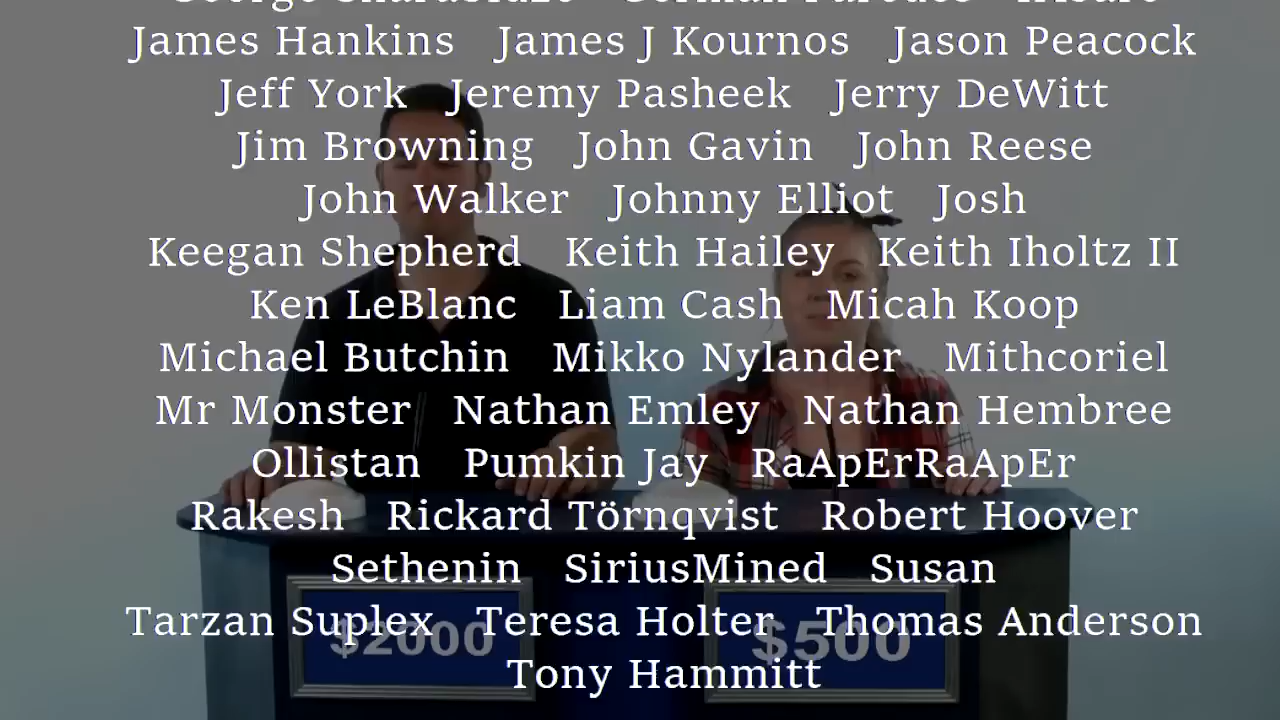 James Hankins James J Kournos Jason Peacock
Jeff York Jeremy Pasheek Jerry DeWitt
Jim Browning John Gavin John Reese
John Walker Johnny Elliot Josh
Keegan Shepherd Keith Hailey Keith Iholtz II
Ken LeBlanc Liam Cash Micah Koop
Michael Butchin Mikko Nylander Mithcoriel
Mr Monster Nathan Emley Nathan Hembree
Ollistan Pumkin Jay RaApErRaApEr
Rakesh Rickard Törnqvist Robert Hoover
Sethenin SiriusMined Susan
Tarzan Suplex Teresa Holter Thomas Anderson
$2000 $500
Tony Hammitt